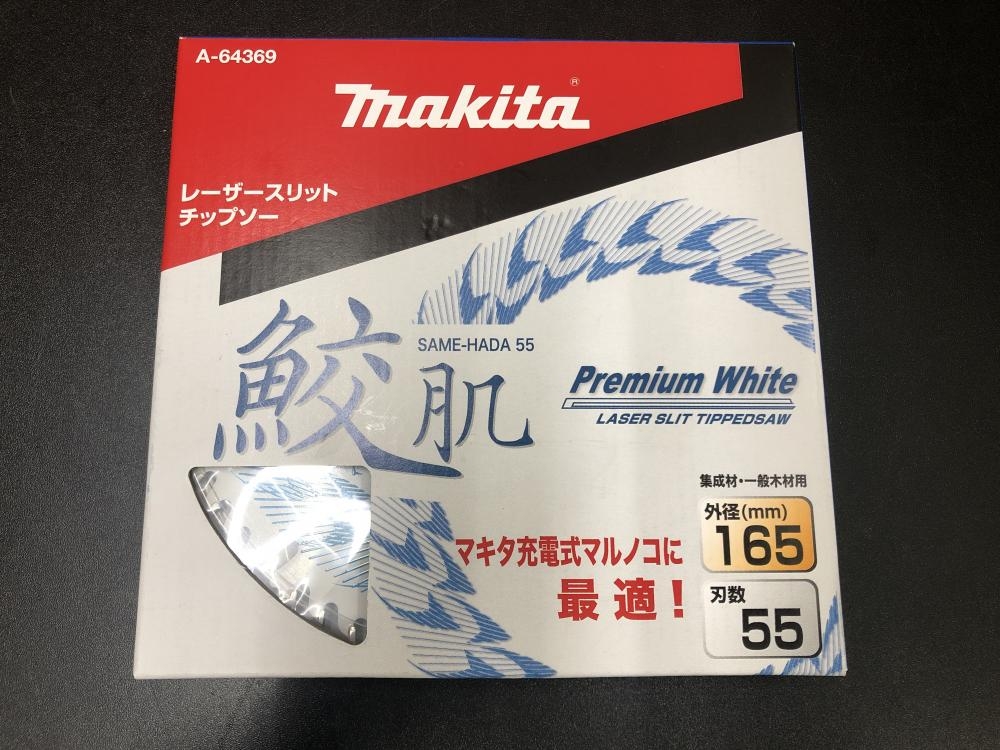 A-64369
makita®
レーザースリット
チップソー
鮫肌
SAME-HADA 55
Premium White
LASER SLIT TIPPEDSAW
集成材・一般木材用
外径(mm)
165
マキタ充電式マルノコに
最適！
刃数
55